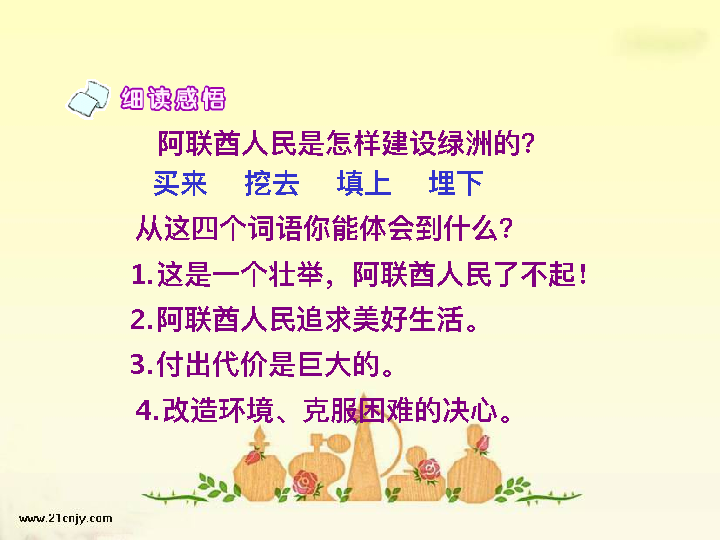 细读感悟
阿联酋人民是怎样建设绿洲的？
买来 挖去 填上 埋下
从这四个词语你能体会到什么？
1.这是一个壮举，阿联酋人民了不起！
2.阿联酋人民追求美好生活。
3.付出代价是巨大的。
4.改造环境、克服困难的决心。
www.21cnjy.com